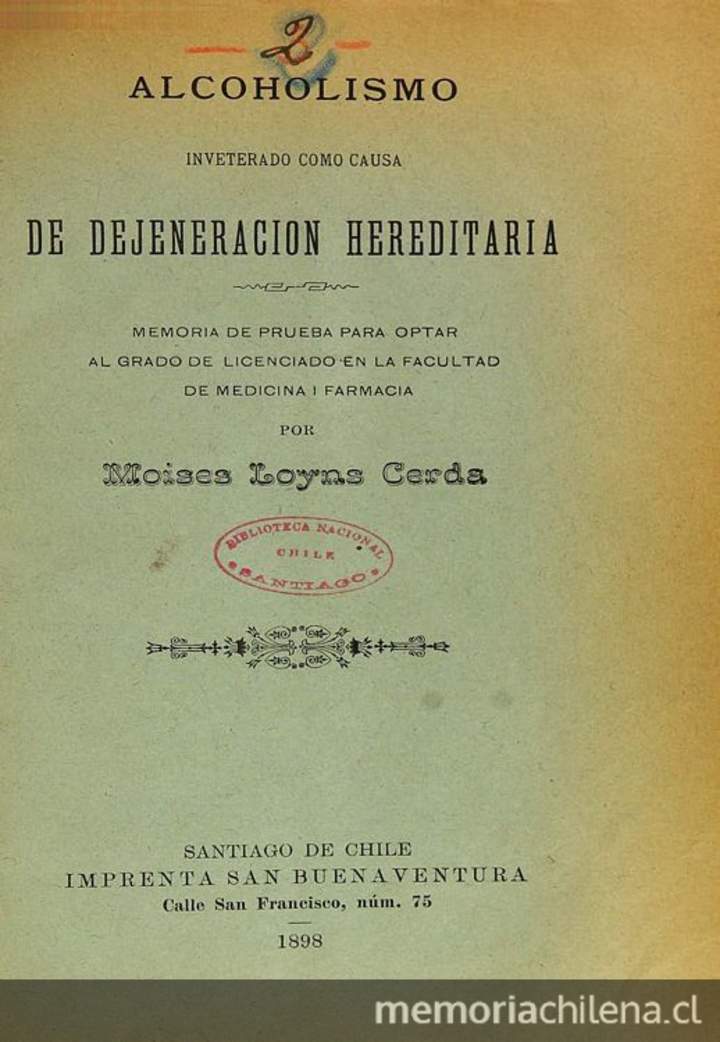 2
ALCOHOLISMO
INVETERADO COMO CAUSA
DE DEJENERACION HEREDITARIA
MEMORIA DE PRUEBA PARA OPTAR
AL GRADO DE LICENCIADO EN LA FACULTAD
DE MEDICINA I FARMACIA
POR
Moises Loyns Cerda
BIBLIOTECA NACIONAL
CHILE
SANTIAGO
SANTIAGO DE CHILE
IMPRENTA SAN BUENAVENTURA
Calle San Francisco, núm. 75
1898
memoriachilena.cl